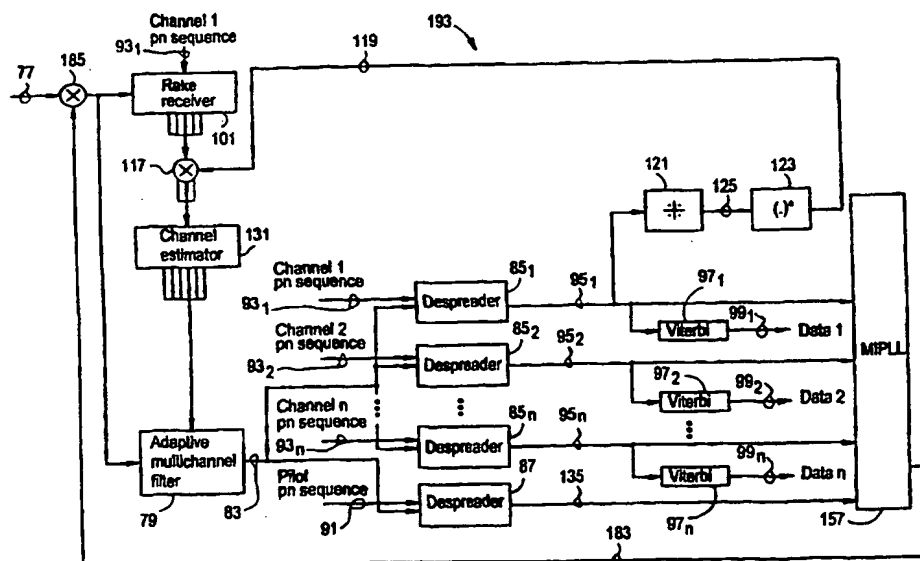 Channel 1
pn sequence
93₁
193
119
77
185
Rake
receiver
101
117
121
125
123
÷
(.)*
Channel
estimator
131
Channel 1
pn sequence
93₁
Despreader
85₁
95₁
97₁
Viterbi
99₁
Data 1
MIPLL
Channel 2
pn sequence
93₂
Despreader
85₂
95₂
97₂
Viterbi
99₂
Data 2
Channel n
pn sequence
93ₙ
Despreader
85ₙ
95ₙ
Viterbi
97ₙ
99ₙ
Data n
Adaptive
multichannel
filter
79
83
Pilot
pn sequence
91
Despreader
87
135
157
183